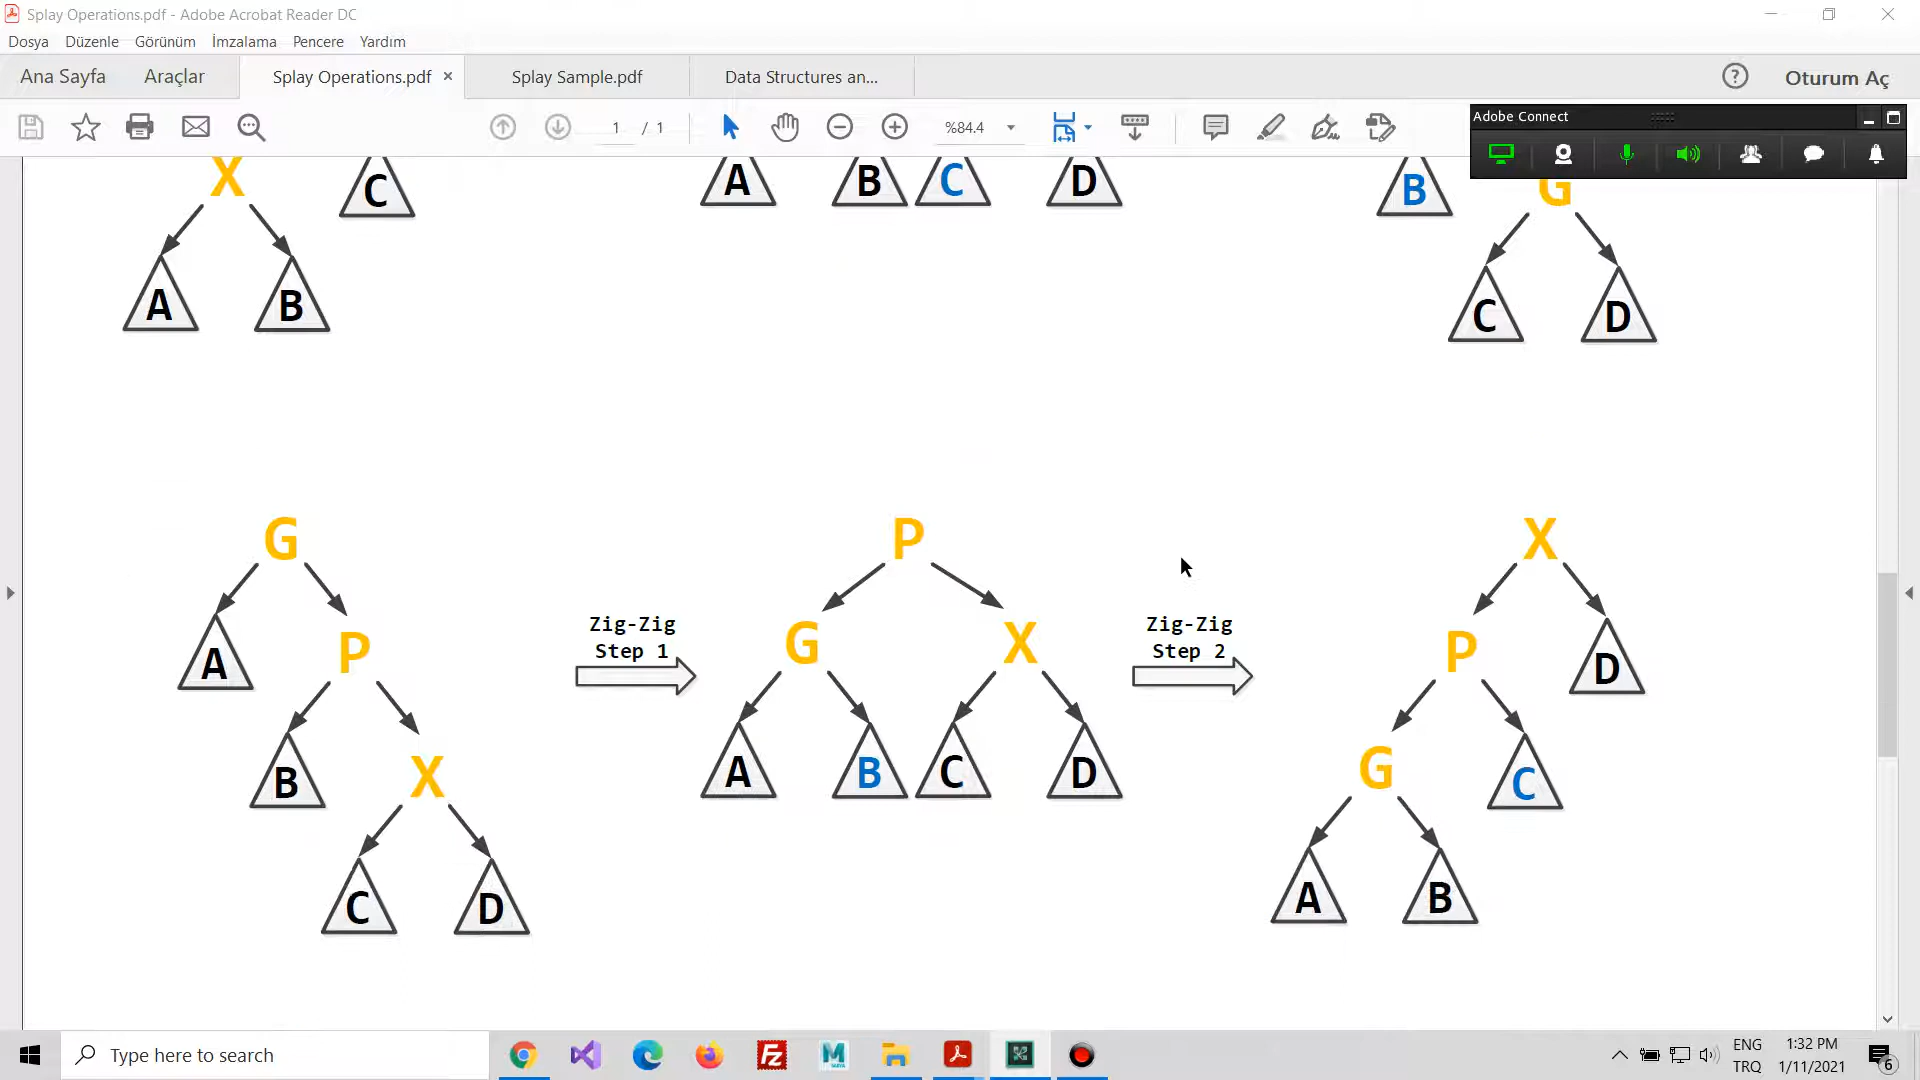 Splay Operations.pdf - Adobe Acrobat Reader DC
Dosya Düzenle Görünüm İmzalama Pencere Yardım
Ana Sayfa Araçlar Splay Operations.pdf × Splay Sample.pdf Data Structures an... Oturum Aç
1 / 1 %84.4
Adobe Connect
X C A B C D B G
A B C D
G P X
A P Zig-Zig G X Zig-Zig P D
Step 1 Step 2
B X A B C D G C
C D A B
Type here to search
ENG 1:32 PM
TRQ 1/11/2021 6